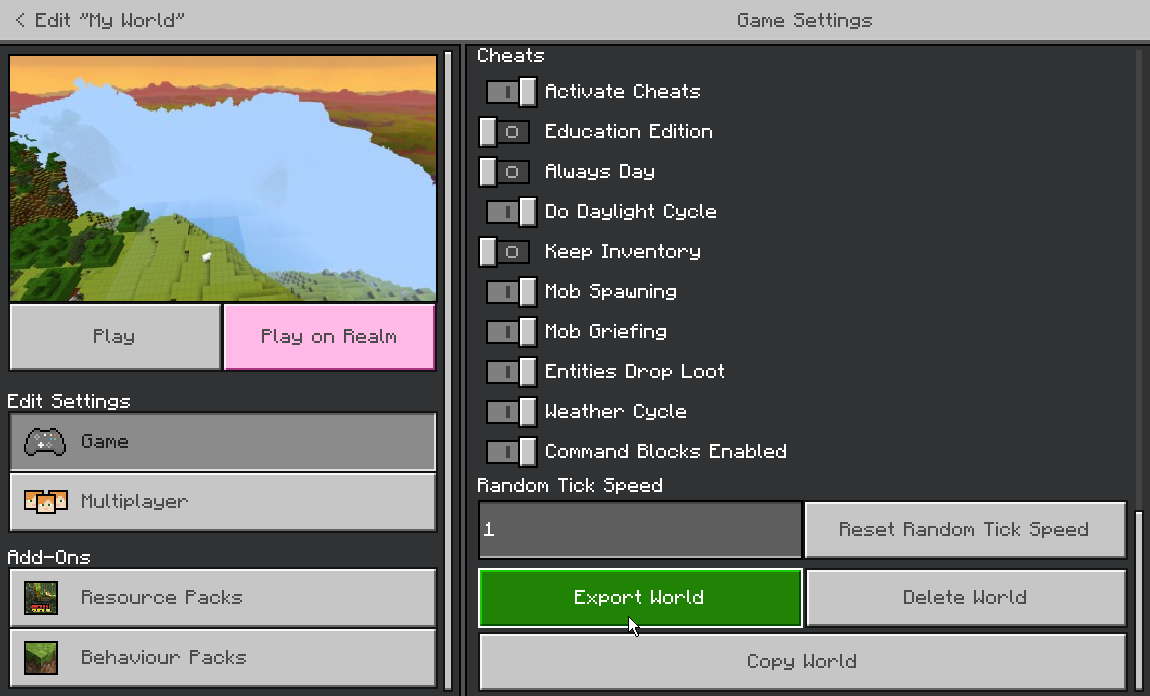 Edit "My World"
Game Settings
Play
Play on Realm
Edit Settings
Game
Multiplayer
Add-Ons
Resource Packs
Behaviour Packs
Cheats
Activate Cheats
Education Edition
Always Day
Do Daylight Cycle
Keep Inventory
Mob Spawning
Mob Griefing
Entities Drop Loot
Weather Cycle
Command Blocks Enabled
Random Tick Speed
1
Reset Random Tick Speed
Export World
Delete World
Copy World